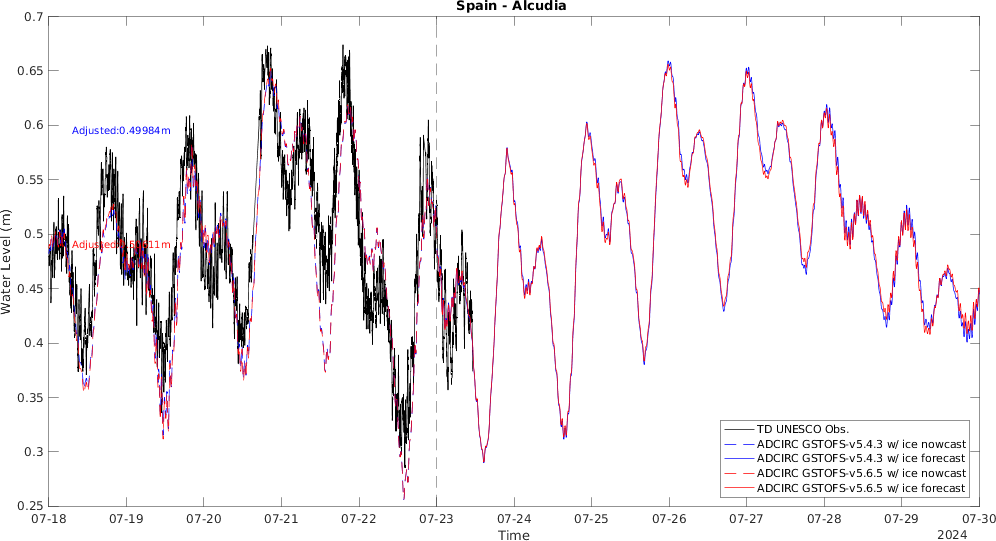 Spain - Alcudia
0.7
0.65
0.6
0.55
0.5
0.45
0.4
0.35
0.3
0.25
Water Level (m)
Adjusted:0.49984m
07-18
07-19
07-20
07-21
07-22
07-23
07-24
07-25
07-26
07-27
07-28
07-29
07-30
Time
2024
TD UNESCO Obs.
ADCIRC GSTOFS-v5.4.3 w/ ice nowcast
ADCIRC GSTOFS-v5.4.3 w/ ice forecast
ADCIRC GSTOFS-v5.6.5 w/ ice nowcast
ADCIRC GSTOFS-v5.6.5 w/ ice forecast